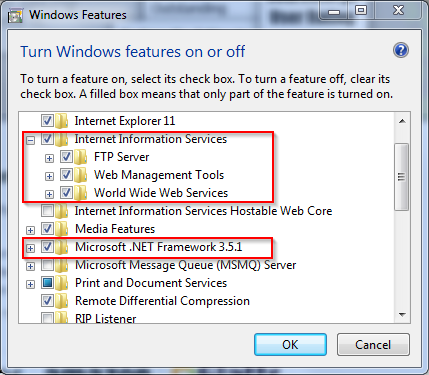 Windows Features
Turn Windows features on or off
To turn a feature on, select its check box. To turn a feature off, clear its
check box. A filled box means that only part of the feature is turned on.
Internet Explorer 11
Internet Information Services
FTP Server
Web Management Tools
World Wide Web Services
Internet Information Services Hostable Web Core
Media Features
Microsoft .NET Framework 3.5.1
Microsoft Message Queue (MSMQ) Server
Print and Document Services
Remote Differential Compression
RIP Listener
OK Cancel